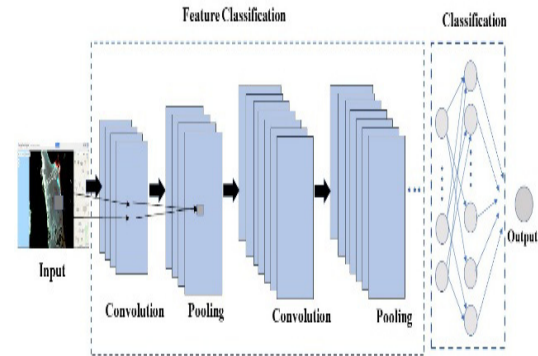 Feature Classification
Classification
Input
Convolution
Pooling
Convolution
Pooling
Output